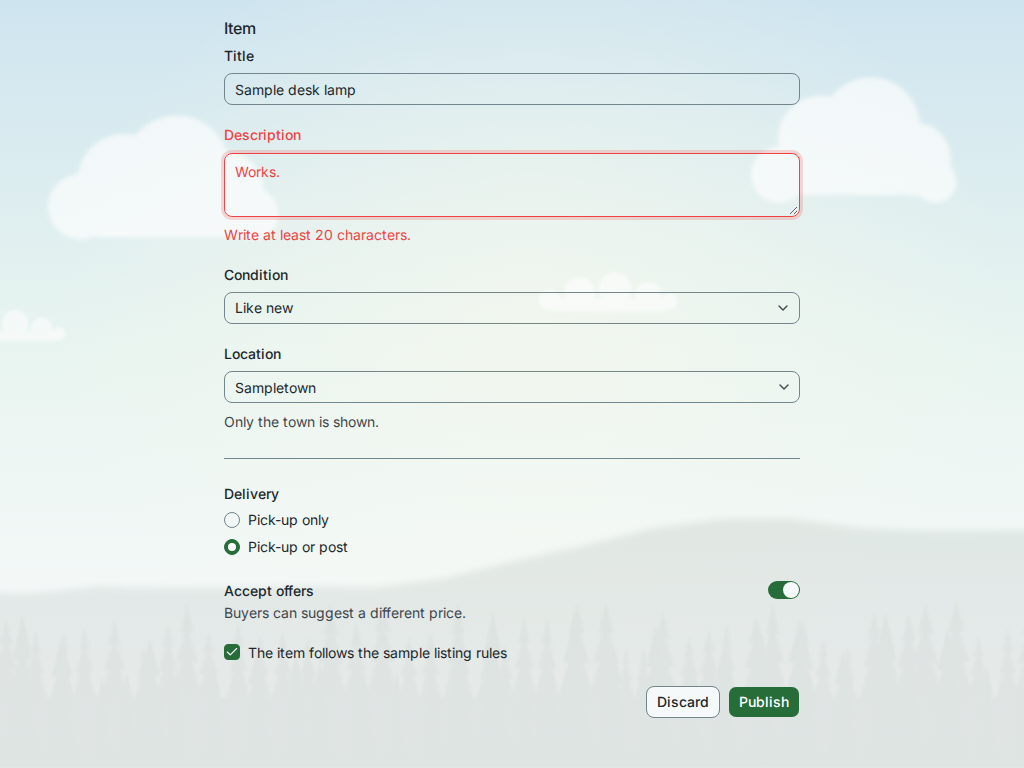 Item
Title
Sample desk lamp
Description
Works.
Write at least 20 characters.
Condition
Like new
Location
Sampletown
Only the town is shown.
Delivery
Pick-up only
Pick-up or post
Accept offers
Buyers can suggest a different price.
The item follows the sample listing rules
Discard Publish